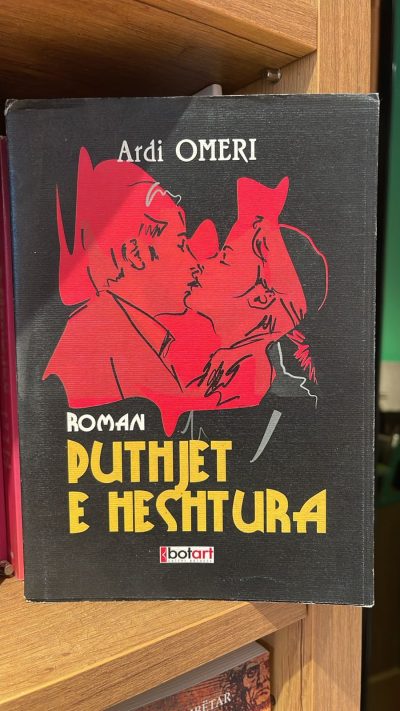 Ardi OMERI
ROMAN
PUTHJET
E HESHTURA
botart